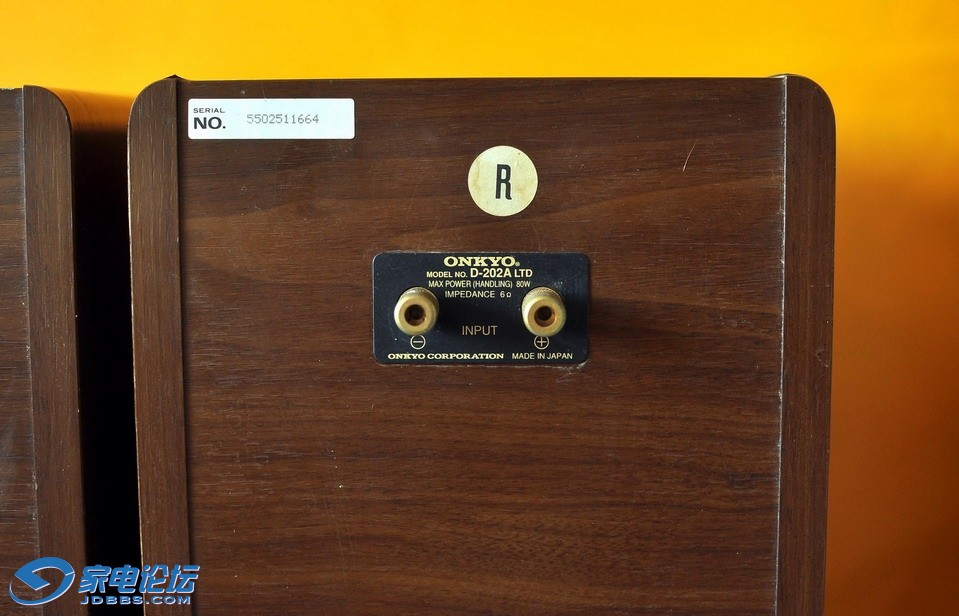 SERIAL
NO. 5502511664
R
ONKYO®
MODEL NO. D-202A LTD
MAX POWER (HANDLING) 80W
IMPEDANCE 6Ω
INPUT
⊖ ⊕
ONKYO CORPORATION MADE IN JAPAN
家电论坛
JDBBS.COM